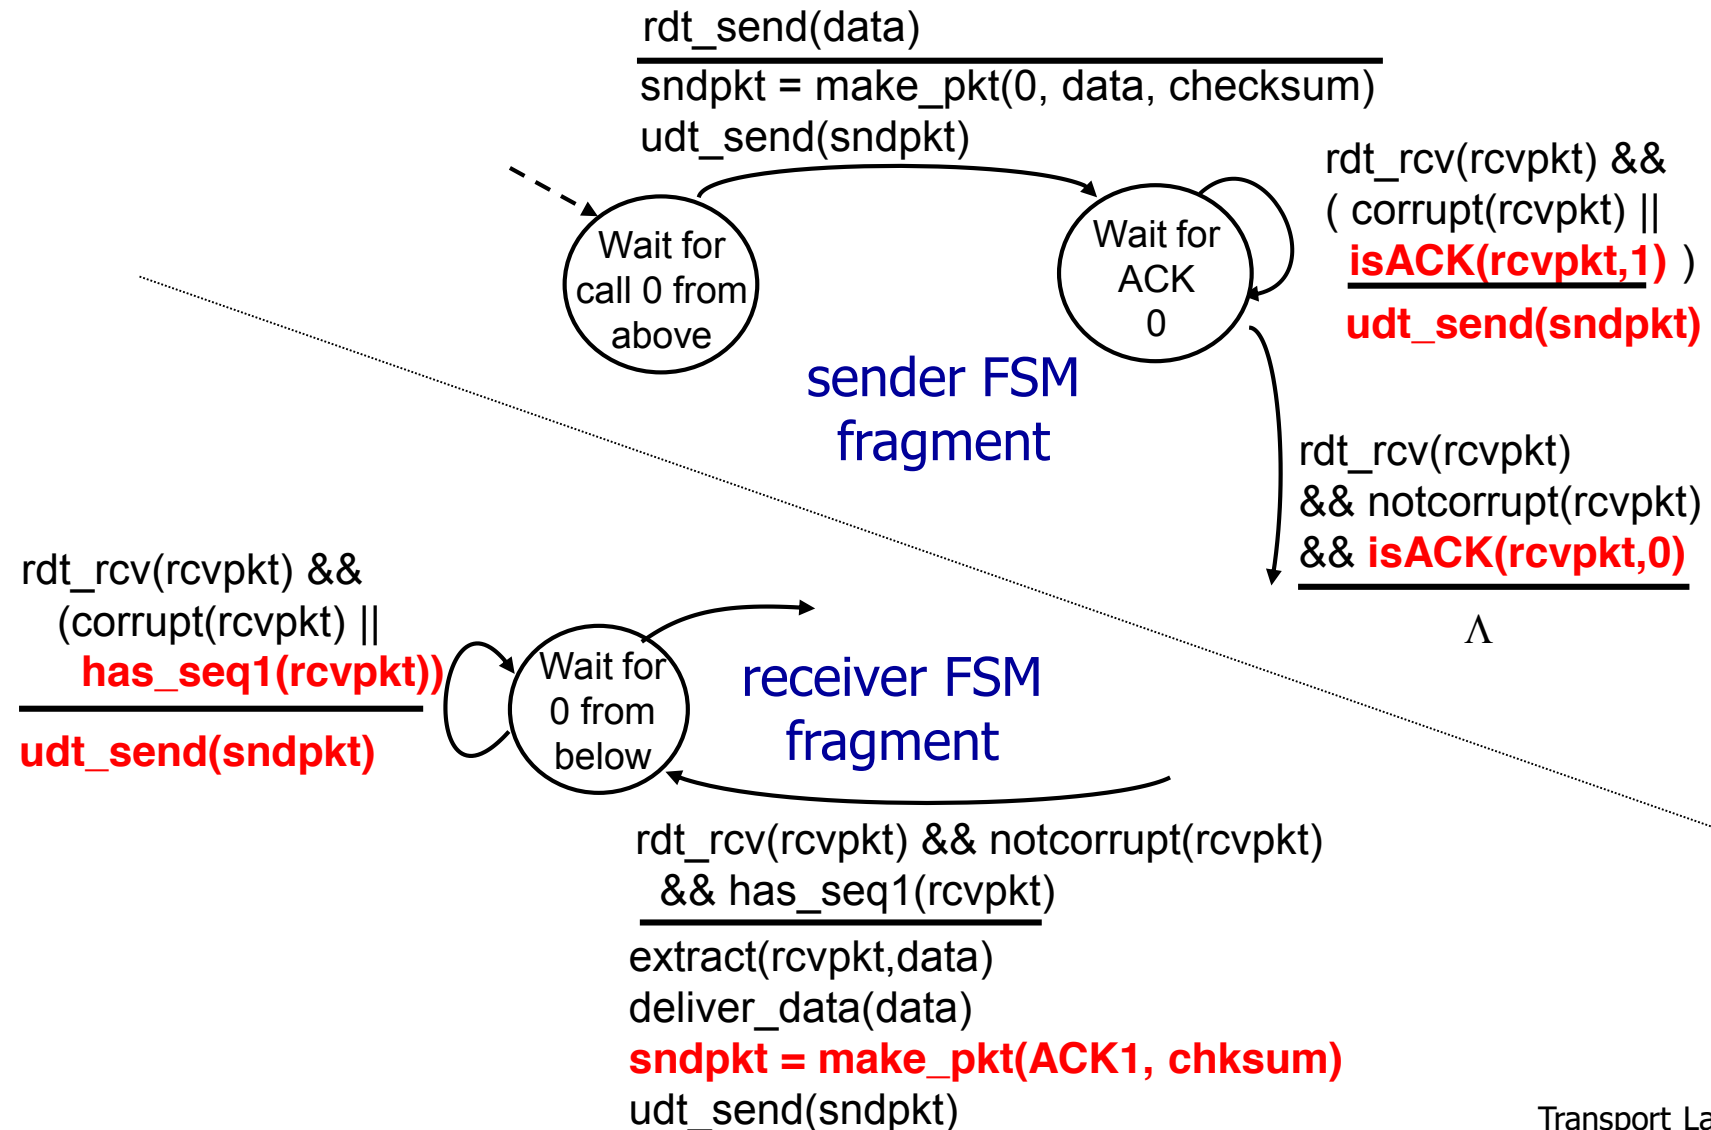 rdt_send(data)
sndpkt = make_pkt(0, data, checksum)
udt_send(sndpkt)
Wait for
call 0 from
above
Wait for
ACK
0
rdt_rcv(rcvpkt) &&
( corrupt(rcvpkt) ||
isACK(rcvpkt,1) )
udt_send(sndpkt)
sender FSM
fragment
rdt_rcv(rcvpkt)
&& notcorrupt(rcvpkt)
&& isACK(rcvpkt,0)
Λ
rdt_rcv(rcvpkt) &&
(corrupt(rcvpkt) ||
has_seq1(rcvpkt))
udt_send(sndpkt)
Wait for
0 from
below
receiver FSM
fragment
rdt_rcv(rcvpkt) && notcorrupt(rcvpkt)
&& has_seq1(rcvpkt)
extract(rcvpkt,data)
deliver_data(data)
sndpkt = make_pkt(ACK1, chksum)
udt_send(sndpkt)
Transport La